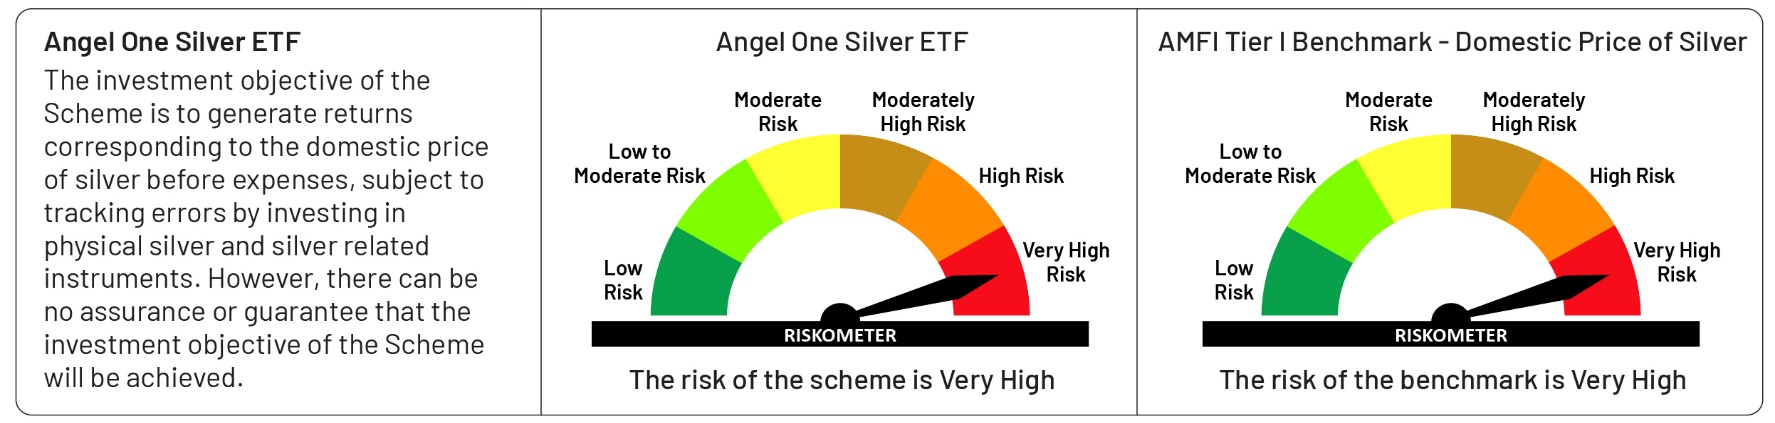 Angel One Silver ETF
The investment objective of the
Scheme is to generate returns
corresponding to the domestic price
of silver before expenses, subject to
tracking errors by investing in
physical silver and silver related
instruments. However, there can be
no assurance or guarantee that the
investment objective of the Scheme
will be achieved.
Angel One Silver ETF
Moderate
Risk
Moderately
High Risk
Low to
Moderate Risk
High Risk
Low
Risk
Very High
Risk
RISKOMETER
The risk of the scheme is Very High
AMFI Tier I Benchmark - Domestic Price of Silver
Moderate
Risk
Moderately
High Risk
Low to
Moderate Risk
High Risk
Low
Risk
Very High
Risk
RISKOMETER
The risk of the benchmark is Very High